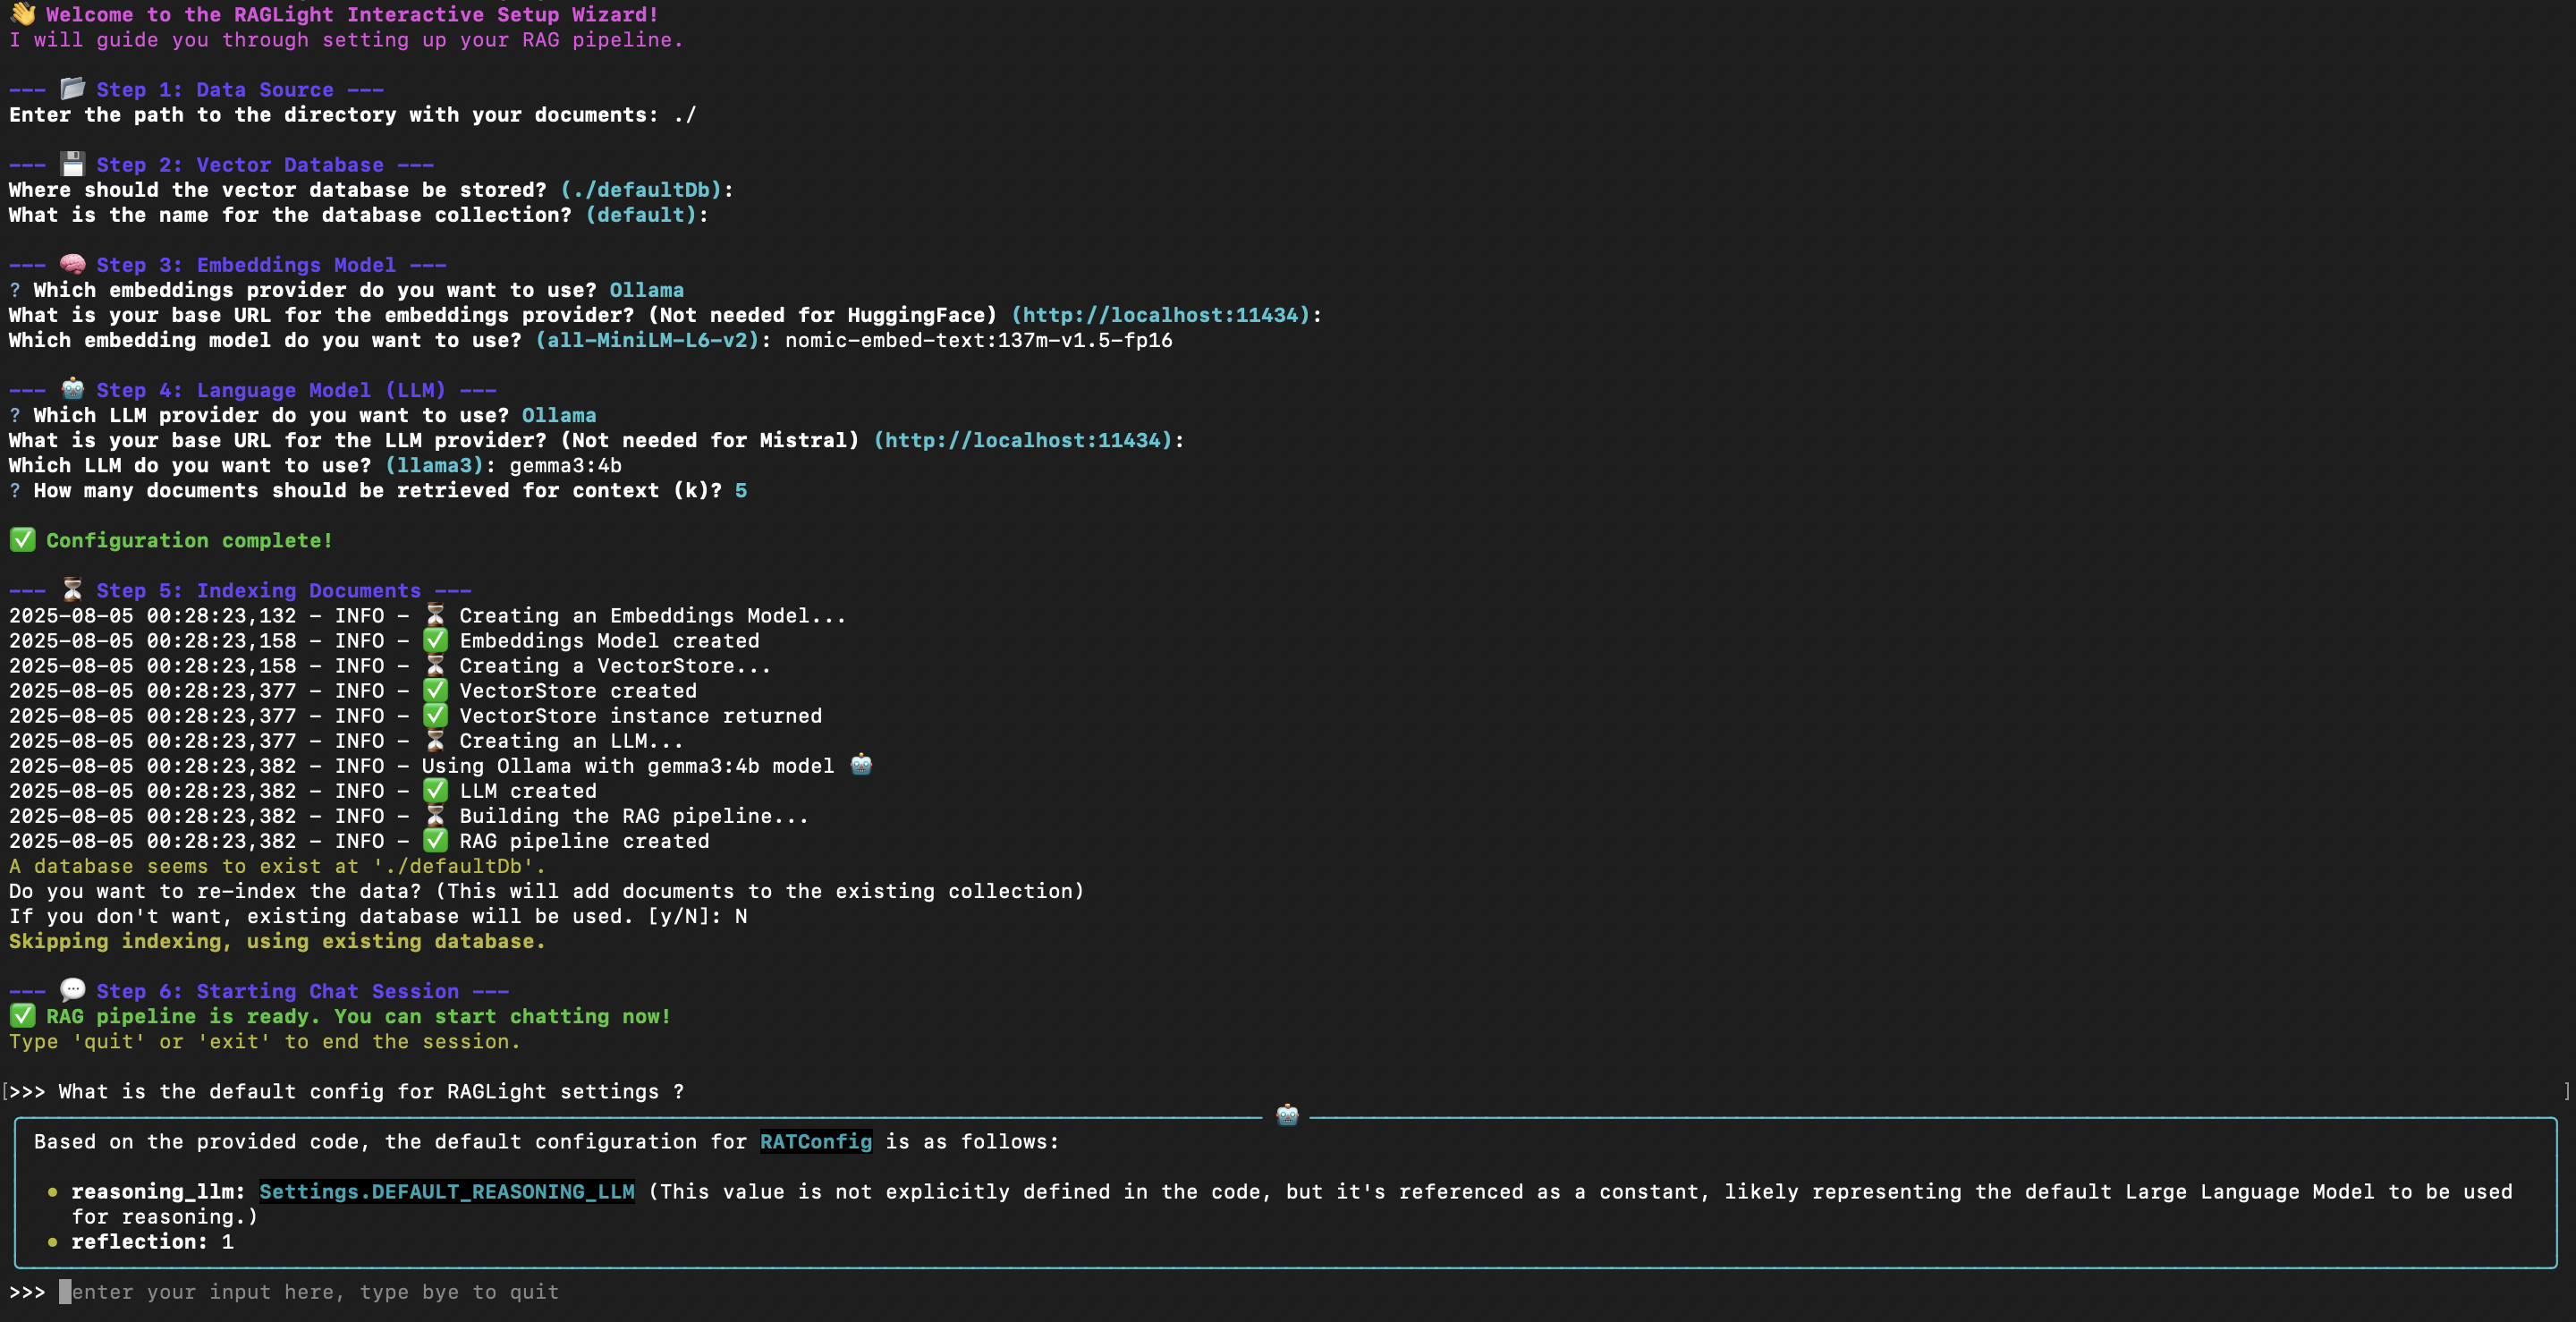 👋 Welcome to the RAGLight Interactive Setup Wizard!
I will guide you through setting up your RAG pipeline.
--- 📂 Step 1: Data Source ---
Enter the path to the directory with your documents: ./
--- 💾 Step 2: Vector Database ---
Where should the vector database be stored? (./defaultDb):
What is the name for the database collection? (default):
--- 🧠 Step 3: Embeddings Model ---
? Which embeddings provider do you want to use? Ollama
What is your base URL for the embeddings provider? (Not needed for HuggingFace) (http://localhost:11434):
Which embedding model do you want to use? (all-MiniLM-L6-v2): nomic-embed-text:137m-v1.5-fp16
--- 🤖 Step 4: Language Model (LLM) ---
? Which LLM provider do you want to use? Ollama
What is your base URL for the LLM provider? (Not needed for Mistral) (http://localhost:11434):
Which LLM do you want to use? (llama3): gemma3:4b
? How many documents should be retrieved for context (k)? 5
✅ Configuration complete!
--- ⏳ Step 5: Indexing Documents ---
2025-08-05 00:28:23,132 - INFO - ⏳ Creating an Embeddings Model...
2025-08-05 00:28:23,158 - INFO - ✅ Embeddings Model created
2025-08-05 00:28:23,158 - INFO - ⏳ Creating a VectorStore...
2025-08-05 00:28:23,377 - INFO - ✅ VectorStore created
2025-08-05 00:28:23,377 - INFO - ✅ VectorStore instance returned
2025-08-05 00:28:23,377 - INFO - ⏳ Creating an LLM...
2025-08-05 00:28:23,382 - INFO - Using Ollama with gemma3:4b model 🤖
2025-08-05 00:28:23,382 - INFO - ✅ LLM created
2025-08-05 00:28:23,382 - INFO - ⏳ Building the RAG pipeline...
2025-08-05 00:28:23,382 - INFO - ✅ RAG pipeline created
A database seems to exist at './defaultDb'.
Do you want to re-index the data? (This will add documents to the existing collection)
If you don't want, existing database will be used. [y/N]: N
Skipping indexing, using existing database.
--- 💬 Step 6: Starting Chat Session ---
✅ RAG pipeline is ready. You can start chatting now!
Type 'quit' or 'exit' to end the session.
[>>> What is the default config for RAGLight settings ? ]
🤖
Based on the provided code, the default configuration for RATConfig is as follows:
• reasoning_llm: Settings.DEFAULT_REASONING_LLM (This value is not explicitly defined in the code, but it's referenced as a constant, likely representing the default Large Language Model to be used
for reasoning.)
• reflection: 1
>>> enter your input here, type bye to quit